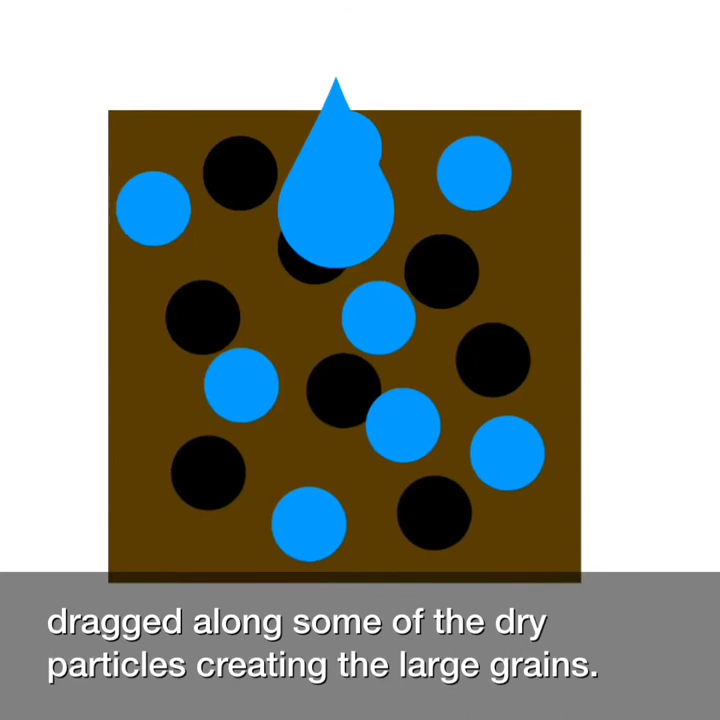 dragged along some of the dry
particles creating the large grains.